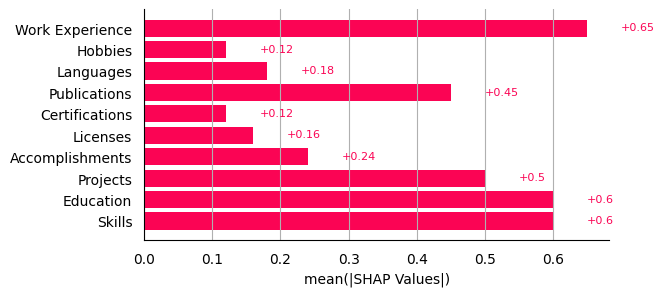 Work Experience +0.65
Hobbies +0.12
Languages +0.18
Publications +0.45
Certifications +0.12
Licenses +0.16
Accomplishments +0.24
Projects +0.5
Education +0.6
Skills +0.6
0.0 0.1 0.2 0.3 0.4 0.5 0.6
mean(|SHAP Values|)